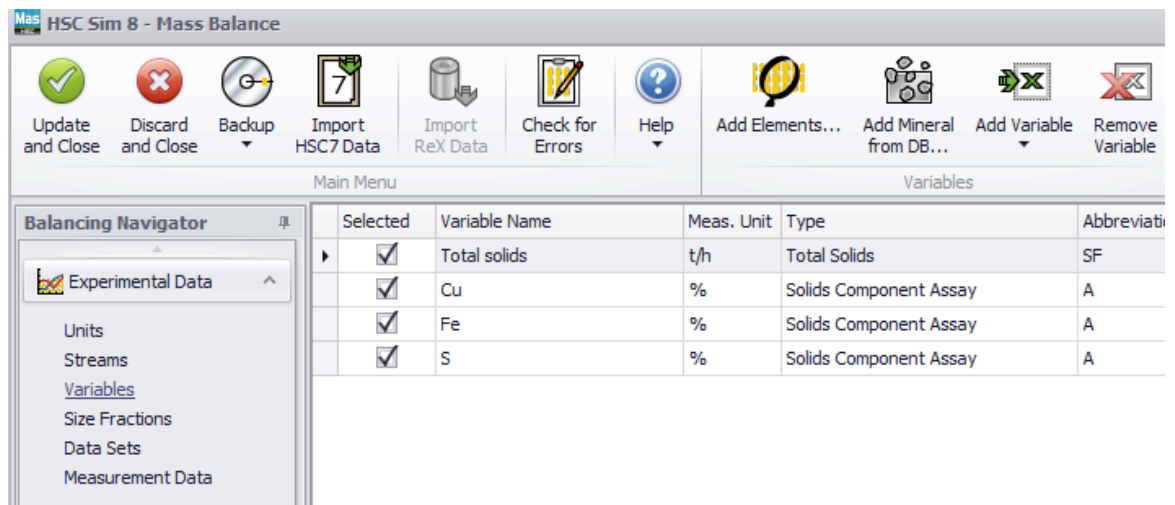 Mas HSC HSC Sim 8 - Mass Balance
7
Update and Close
Discard and Close
Backup
Import HSC7 Data
Import ReX Data
Check for Errors
Help
Add Elements...
Add Mineral from DB...
Add Variable
Remove Variable
Main Menu
Variables
Balancing Navigator
Experimental Data
Units
Streams
Variables
Size Fractions
Data Sets
Measurement Data
Selected Variable Name Meas. Unit Type Abbreviati
Total solids t/h Total Solids SF
Cu % Solids Component Assay A
Fe % Solids Component Assay A
S % Solids Component Assay A